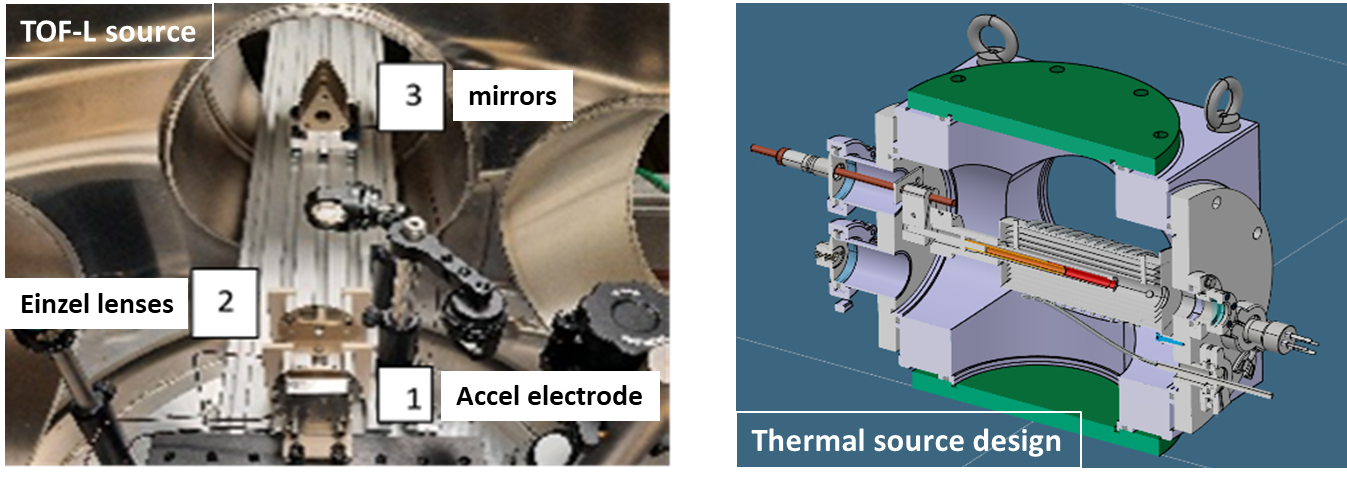 TOF-L source
3
mirrors
Einzel lenses
2
1
Accel electrode
Thermal source design